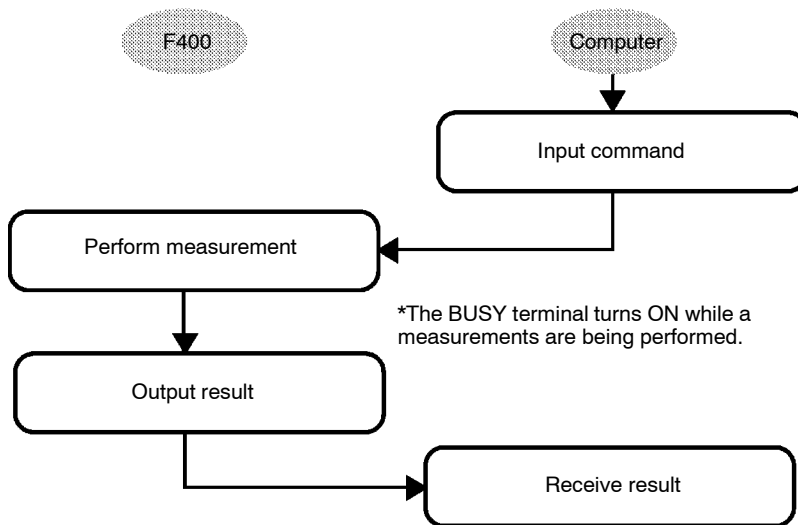 F400
Computer
Input command
Perform measurement
*The BUSY terminal turns ON while a
measurements are being performed.
Output result
Receive result